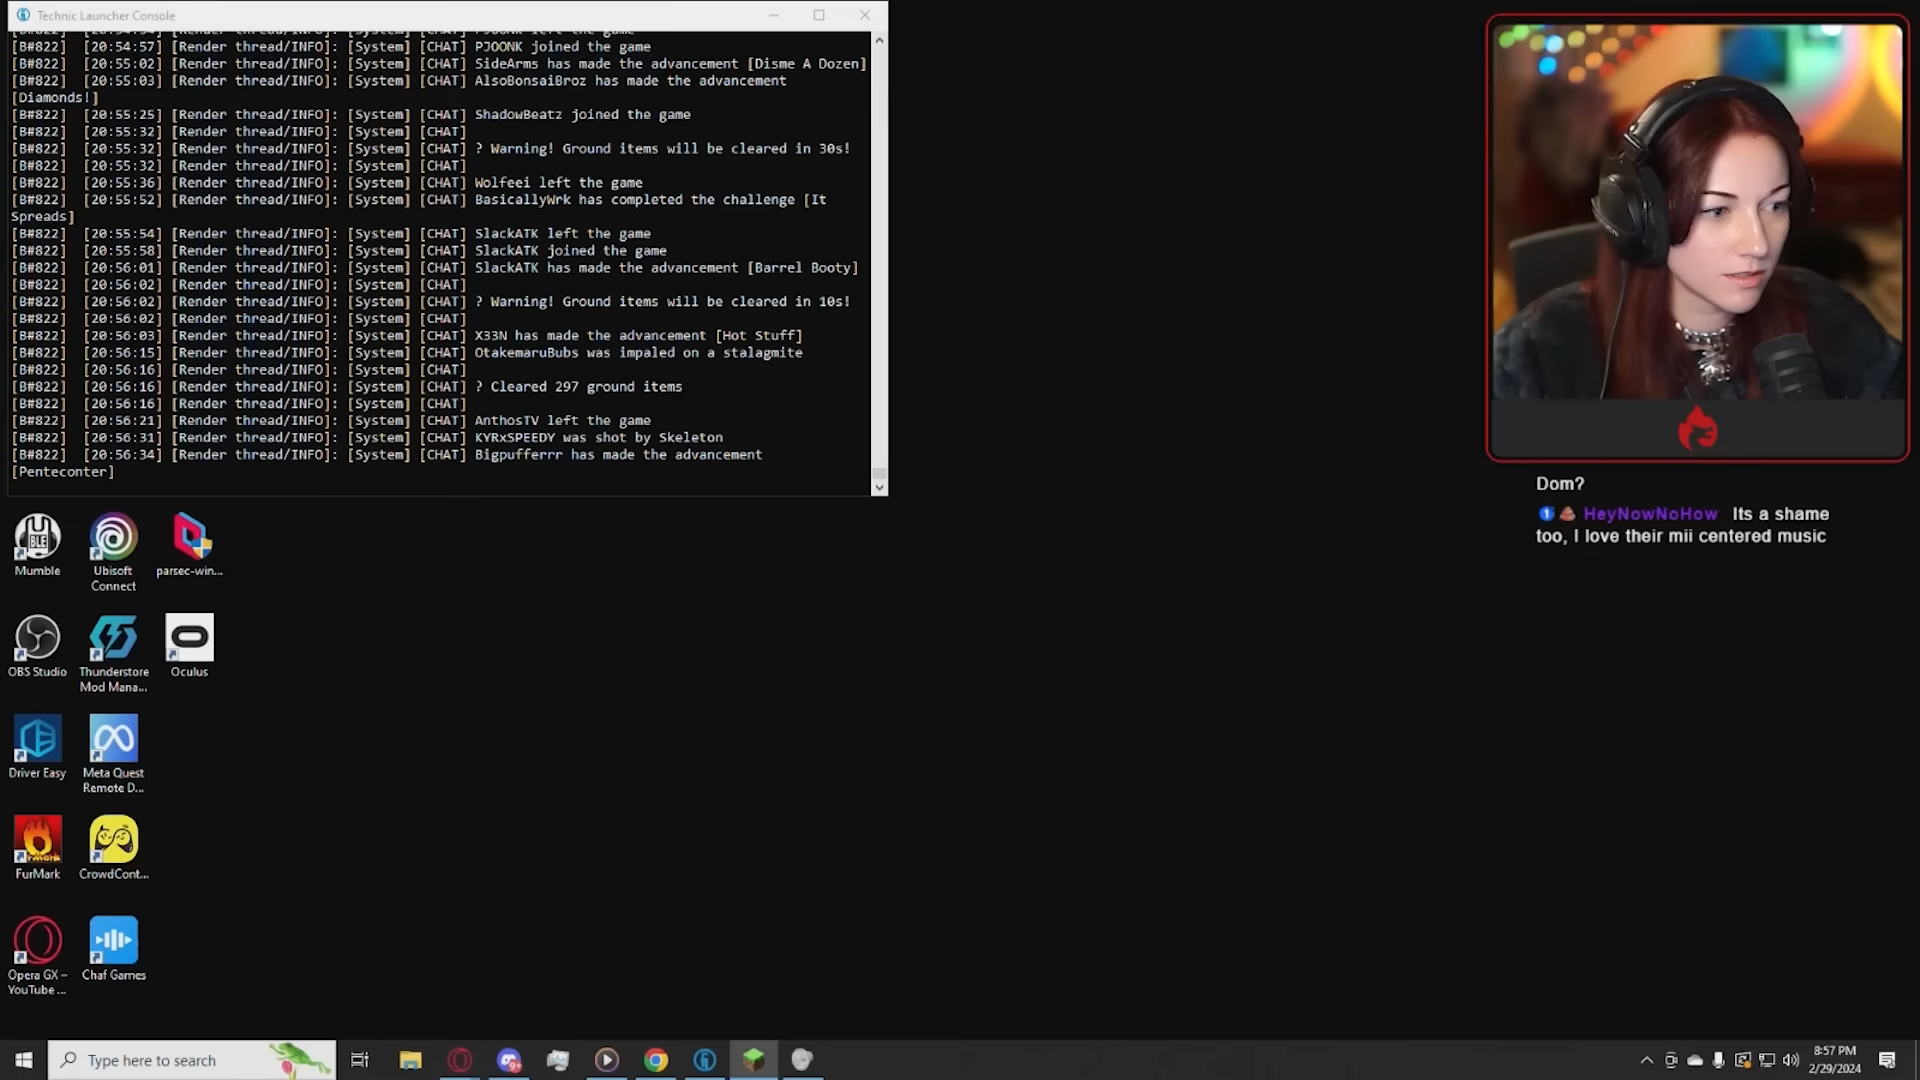 Technic Launcher Console
[B#822] [20:54:57] [Render thread/INFO]: [System] [CHAT] PJOONK joined the game
[B#822] [20:55:02] [Render thread/INFO]: [System] [CHAT] SideArms has made the advancement [Disme A Dozen]
[B#822] [20:55:03] [Render thread/INFO]: [System] [CHAT] AlsoBonsaiBroz has made the advancement
[Diamonds!]
[B#822] [20:55:25] [Render thread/INFO]: [System] [CHAT] ShadowBeatz joined the game
[B#822] [20:55:32] [Render thread/INFO]: [System] [CHAT]
[B#822] [20:55:32] [Render thread/INFO]: [System] [CHAT] ? Warning! Ground items will be cleared in 30s!
[B#822] [20:55:32] [Render thread/INFO]: [System] [CHAT]
[B#822] [20:55:36] [Render thread/INFO]: [System] [CHAT] Wolfeei left the game
[B#822] [20:55:52] [Render thread/INFO]: [System] [CHAT] BasicallyWrk has completed the challenge [It
Spreads]
[B#822] [20:55:54] [Render thread/INFO]: [System] [CHAT] SlackATK left the game
[B#822] [20:55:58] [Render thread/INFO]: [System] [CHAT] SlackATK joined the game
[B#822] [20:56:01] [Render thread/INFO]: [System] [CHAT] SlackATK has made the advancement [Barrel Booty]
[B#822] [20:56:02] [Render thread/INFO]: [System] [CHAT]
[B#822] [20:56:02] [Render thread/INFO]: [System] [CHAT] ? Warning! Ground items will be cleared in 10s!
[B#822] [20:56:02] [Render thread/INFO]: [System] [CHAT]
[B#822] [20:56:03] [Render thread/INFO]: [System] [CHAT] X33N has made the advancement [Hot Stuff]
[B#822] [20:56:15] [Render thread/INFO]: [System] [CHAT] OtakemaruBubs was impaled on a stalagmite
[B#822] [20:56:16] [Render thread/INFO]: [System] [CHAT]
[B#822] [20:56:16] [Render thread/INFO]: [System] [CHAT] ? Cleared 297 ground items
[B#822] [20:56:16] [Render thread/INFO]: [System] [CHAT]
[B#822] [20:56:21] [Render thread/INFO]: [System] [CHAT] AnthosTV left the game
[B#822] [20:56:31] [Render thread/INFO]: [System] [CHAT] KYRxSPEEDY was shot by Skeleton
[B#822] [20:56:34] [Render thread/INFO]: [System] [CHAT] Bigpufferrr has made the advancement
[Penteconter]
Dom?
HeyNowNoHow Its a shame
too, I love their mii centered music
Mumble
Ubisoft
Connect
parsec-win...
OBS Studio
Thunderstore
Mod Mana...
Oculus
Driver Easy
Meta Quest
Remote D...
FurMark
CrowdCont...
Opera GX –
YouTube ...
Chaf Games
Type here to search
8:57 PM
2/29/2024